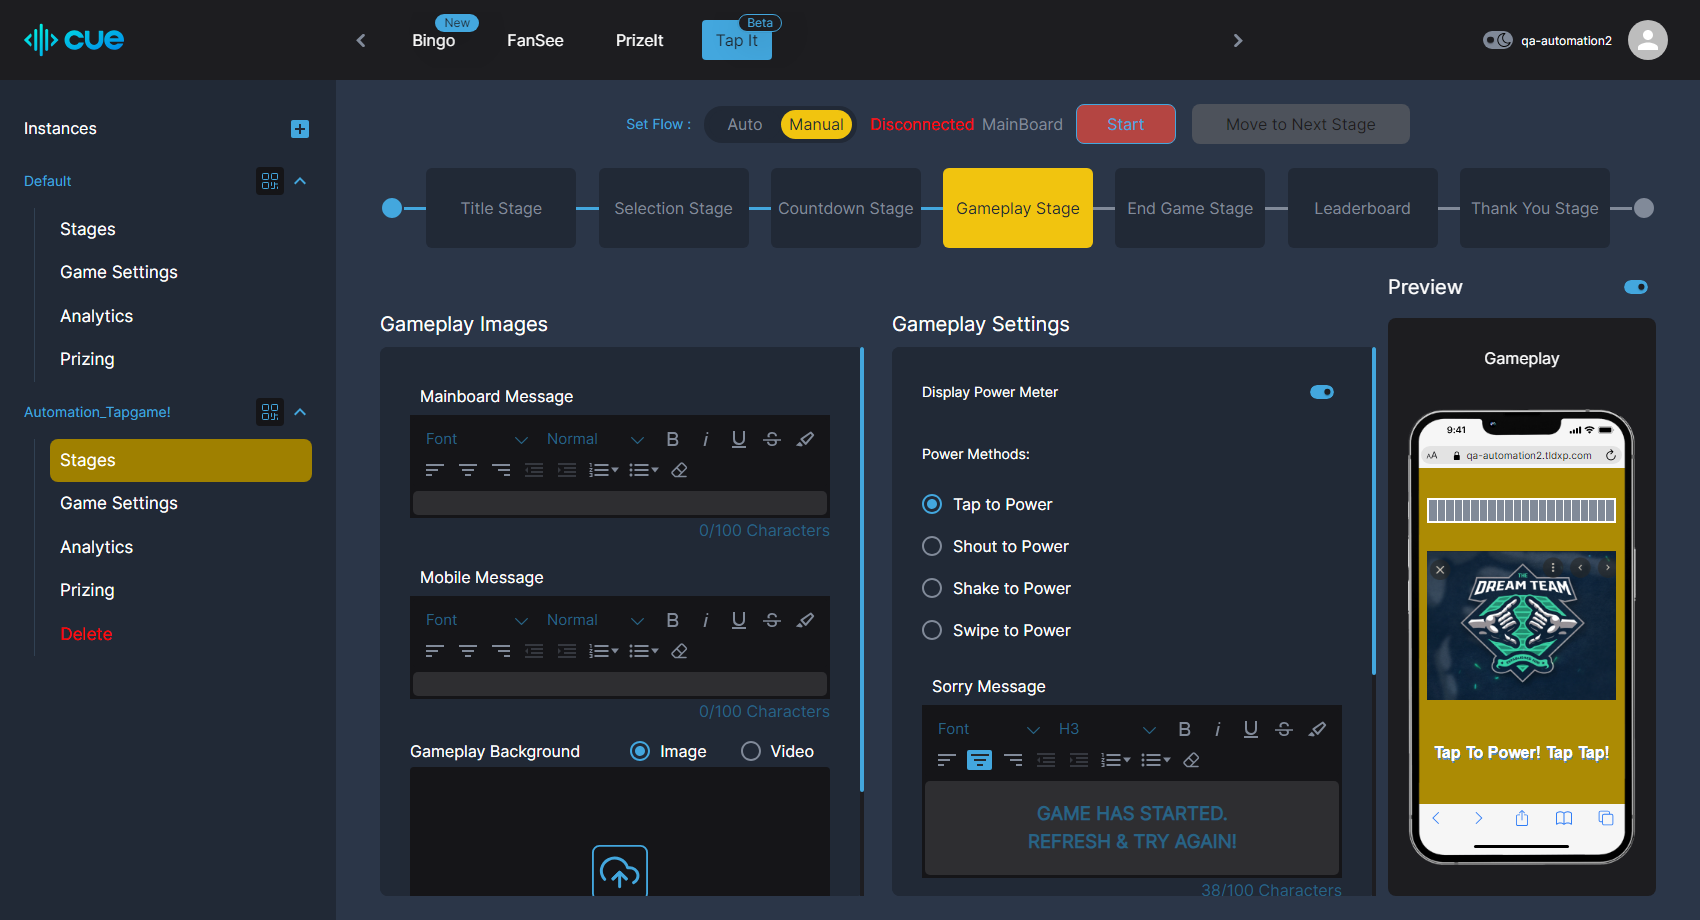 cue
New
Bingo
FanSee
PrizeIt
Beta
Tap It
qa-automation2
Instances
Default
Stages
Game Settings
Analytics
Prizing
Automation_Tapgame!
Stages
Game Settings
Analytics
Prizing
Delete
Set Flow :
Auto
Manual
Disconnected
MainBoard
Start
Move to Next Stage
Title Stage
Selection Stage
Countdown Stage
Gameplay Stage
End Game Stage
Leaderboard
Thank You Stage
Gameplay Images
Mainboard Message
Font
Normal
B
i
U
S
0/100 Characters
Mobile Message
Font
Normal
B
i
U
S
0/100 Characters
Gameplay Background
Image
Video
Gameplay Settings
Display Power Meter
Power Methods:
Tap to Power
Shout to Power
Shake to Power
Swipe to Power
Sorry Message
Font
H3
B
i
U
S
GAME HAS STARTED.
REFRESH & TRY AGAIN!
38/100 Characters
Preview
Gameplay
9:41
AA
qa-automation2.tldxp.com
THE
DREAM TEAM
Tap To Power! Tap Tap!